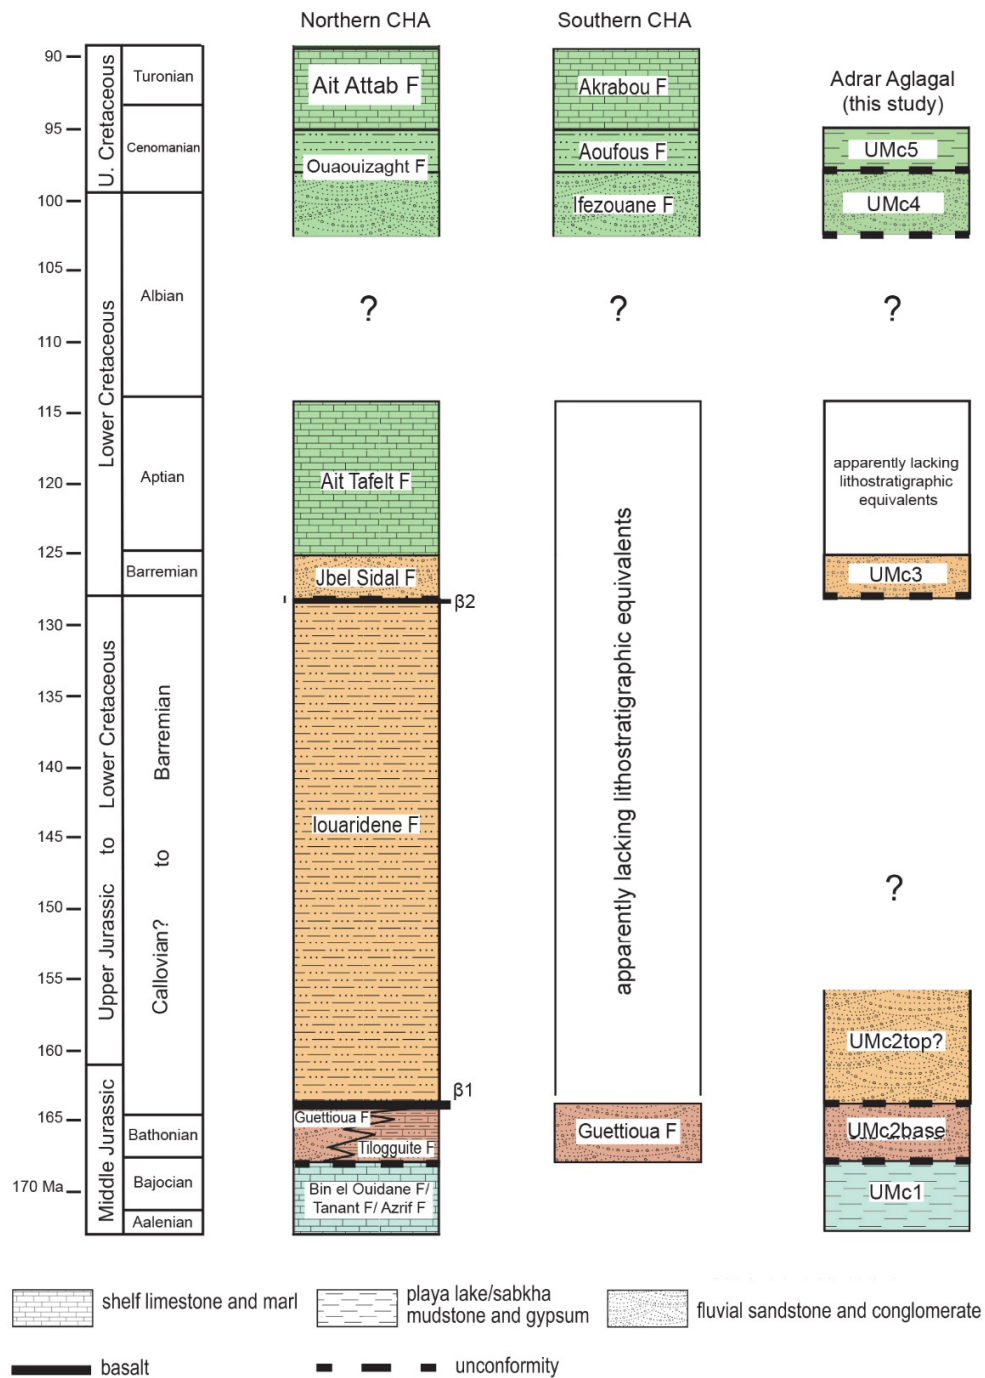 Northern CHA
Southern CHA
Adrar Aglagal
(this study)
90
95
100
105
110
115
120
125
130
135
140
145
150
155
160
165
170 Ma
U. Cretaceous
Lower Cretaceous
Upper Jurassic to Lower Cretaceous
Middle Jurassic
Turonian
Cenomanian
Albian
Aptian
Barremian
Callovian? to Barremian
Bathonian
Bajocian
Aalenian
Ait Attab F
Ouaouizaght F
?
Ait Tafelt F
Jbel Sidal F
β2
Iouaridene F
β1
Guettioua F
Tilogguite F
Bin el Ouidane F/
Tanant F/ Azrif F
Akrabou F
Aoufous F
Ifezouane F
?
apparently lacking lithostratigraphic equivalents
Guettioua F
UMc5
UMc4
?
apparently lacking
lithostratigraphic
equivalents
UMc3
?
UMc2top?
UMc2base
UMc1
shelf limestone and marl
playa lake/sabkha
mudstone and gypsum
fluvial sandstone and conglomerate
basalt
unconformity